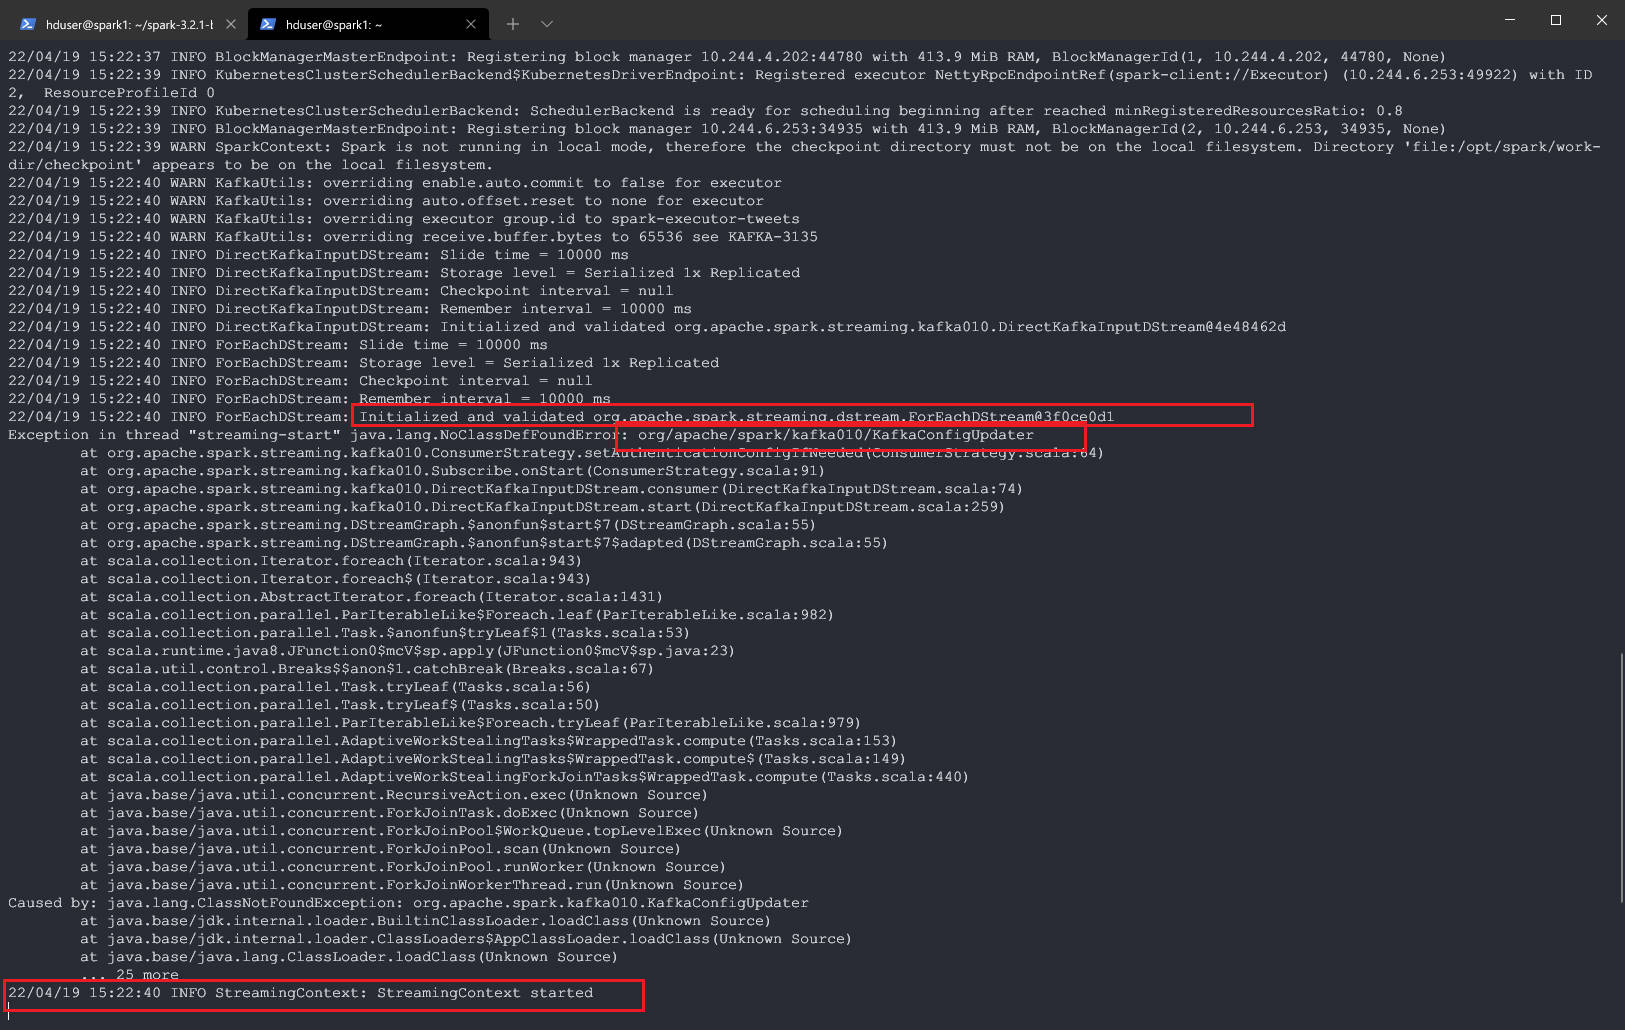 hduser@spark1: ~/spark-3.2.1-b
hduser@spark1: ~
22/04/19 15:22:37 INFO BlockManagerMasterEndpoint: Registering block manager 10.244.4.202:44780 with 413.9 MiB RAM, BlockManagerId(1, 10.244.4.202, 44780, None)
22/04/19 15:22:39 INFO KubernetesClusterSchedulerBackend$KubernetesDriverEndpoint: Registered executor NettyRpcEndpointRef(spark-client://Executor) (10.244.6.253:49922) with ID
2,  ResourceProfileId 0
22/04/19 15:22:39 INFO KubernetesClusterSchedulerBackend: SchedulerBackend is ready for scheduling beginning after reached minRegisteredResourcesRatio: 0.8
22/04/19 15:22:39 INFO BlockManagerMasterEndpoint: Registering block manager 10.244.6.253:34935 with 413.9 MiB RAM, BlockManagerId(2, 10.244.6.253, 34935, None)
22/04/19 15:22:39 WARN SparkContext: Spark is not running in local mode, therefore the checkpoint directory must not be on the local filesystem. Directory 'file:/opt/spark/work-
dir/checkpoint' appears to be on the local filesystem.
22/04/19 15:22:40 WARN KafkaUtils: overriding enable.auto.commit to false for executor
22/04/19 15:22:40 WARN KafkaUtils: overriding auto.offset.reset to none for executor
22/04/19 15:22:40 WARN KafkaUtils: overriding executor group.id to spark-executor-tweets
22/04/19 15:22:40 WARN KafkaUtils: overriding receive.buffer.bytes to 65536 see KAFKA-3135
22/04/19 15:22:40 INFO DirectKafkaInputDStream: Slide time = 10000 ms
22/04/19 15:22:40 INFO DirectKafkaInputDStream: Storage level = Serialized 1x Replicated
22/04/19 15:22:40 INFO DirectKafkaInputDStream: Checkpoint interval = null
22/04/19 15:22:40 INFO DirectKafkaInputDStream: Remember interval = 10000 ms
22/04/19 15:22:40 INFO DirectKafkaInputDStream: Initialized and validated org.apache.spark.streaming.kafka010.DirectKafkaInputDStream@4e48462d
22/04/19 15:22:40 INFO ForEachDStream: Slide time = 10000 ms
22/04/19 15:22:40 INFO ForEachDStream: Storage level = Serialized 1x Replicated
22/04/19 15:22:40 INFO ForEachDStream: Checkpoint interval = null
22/04/19 15:22:40 INFO ForEachDStream: Remember interval = 10000 ms
22/04/19 15:22:40 INFO ForEachDStream: Initialized and validated org.apache.spark.streaming.dstream.ForEachDStream@3f0ce0d1
Exception in thread "streaming-start" java.lang.NoClassDefFoundError: org/apache/spark/kafka010/KafkaConfigUpdater
at org.apache.spark.streaming.kafka010.ConsumerStrategy.setAuthenticationConfigIfNeeded(ConsumerStrategy.scala:64)
at org.apache.spark.streaming.kafka010.Subscribe.onStart(ConsumerStrategy.scala:91)
at org.apache.spark.streaming.kafka010.DirectKafkaInputDStream.consumer(DirectKafkaInputDStream.scala:74)
at org.apache.spark.streaming.kafka010.DirectKafkaInputDStream.start(DirectKafkaInputDStream.scala:259)
at org.apache.spark.streaming.DStreamGraph.$anonfun$start$7(DStreamGraph.scala:55)
at org.apache.spark.streaming.DStreamGraph.$anonfun$start$7$adapted(DStreamGraph.scala:55)
at scala.collection.Iterator.foreach(Iterator.scala:943)
at scala.collection.Iterator.foreach$(Iterator.scala:943)
at scala.collection.AbstractIterator.foreach(Iterator.scala:1431)
at scala.collection.parallel.ParIterableLike$Foreach.leaf(ParIterableLike.scala:982)
at scala.collection.parallel.Task.$anonfun$tryLeaf$1(Tasks.scala:53)
at scala.runtime.java8.JFunction0$mcV$sp.apply(JFunction0$mcV$sp.java:23)
at scala.util.control.Breaks$$anon$1.catchBreak(Breaks.scala:67)
at scala.collection.parallel.Task.tryLeaf(Tasks.scala:56)
at scala.collection.parallel.Task.tryLeaf$(Tasks.scala:50)
at scala.collection.parallel.ParIterableLike$Foreach.tryLeaf(ParIterableLike.scala:979)
at scala.collection.parallel.AdaptiveWorkStealingTasks$WrappedTask.compute(Tasks.scala:153)
at scala.collection.parallel.AdaptiveWorkStealingTasks$WrappedTask.compute$(Tasks.scala:149)
at scala.collection.parallel.AdaptiveWorkStealingForkJoinTasks$WrappedTask.compute(Tasks.scala:440)
at java.base/java.util.concurrent.RecursiveAction.exec(Unknown Source)
at java.base/java.util.concurrent.ForkJoinTask.doExec(Unknown Source)
at java.base/java.util.concurrent.ForkJoinPool$WorkQueue.topLevelExec(Unknown Source)
at java.base/java.util.concurrent.ForkJoinPool.scan(Unknown Source)
at java.base/java.util.concurrent.ForkJoinPool.runWorker(Unknown Source)
at java.base/java.util.concurrent.ForkJoinWorkerThread.run(Unknown Source)
Caused by: java.lang.ClassNotFoundException: org.apache.spark.kafka010.KafkaConfigUpdater
at java.base/jdk.internal.loader.BuiltinClassLoader.loadClass(Unknown Source)
at java.base/jdk.internal.loader.ClassLoaders$AppClassLoader.loadClass(Unknown Source)
at java.base/java.lang.ClassLoader.loadClass(Unknown Source)
... 25 more
22/04/19 15:22:40 INFO StreamingContext: StreamingContext started